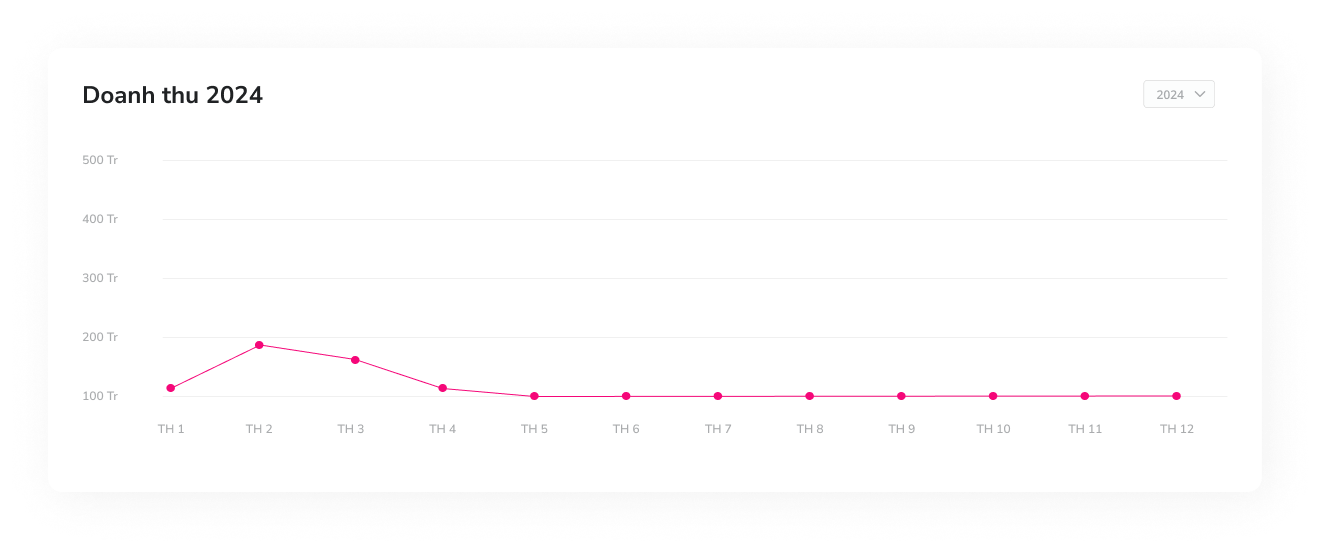 Doanh thu 2024
2024
500 Tr
400 Tr
300 Tr
200 Tr
100 Tr
TH 1 TH 2 TH 3 TH 4 TH 5 TH 6 TH 7 TH 8 TH 9 TH 10 TH 11 TH 12